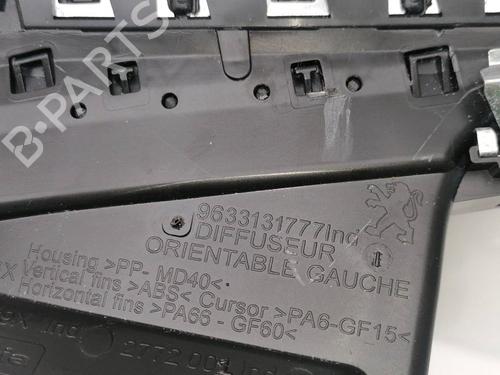 B-PARTS
9633131777Ind
DIFFUSEUR
ORIENTABLE GAUCHE
Housing >PP- MD40<
Vertical fins >ABS< Cursor >PA6-GF15<
Horizontal fins >PA66 - GF60<